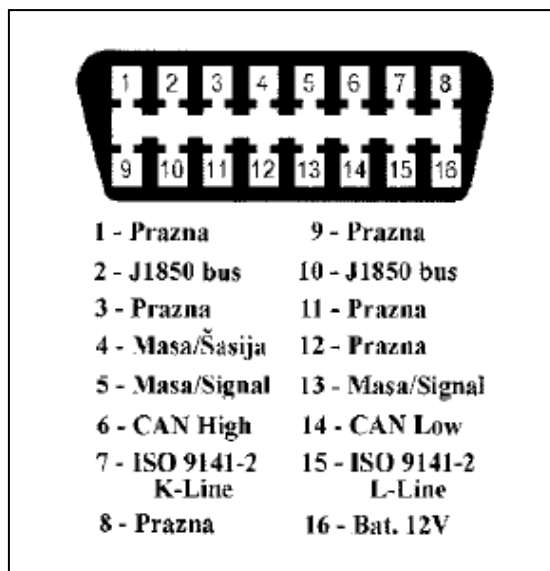 1 2 3 4 5 6 7 8
9 10 11 12 13 14 15 16
1 - Prazna
2 - J1850 bus
3 - Prazna
4 - Masa/Šasija
5 - Masa/Signal
6 - CAN High
7 - ISO 9141-2
K-Line
8 - Prazna
9 - Prazna
10 - J1850 bus
11 - Prazna
12 - Prazna
13 - Masa/Signal
14 - CAN Low
15 - ISO 9141-2
L-Line
16 - Bat. 12V